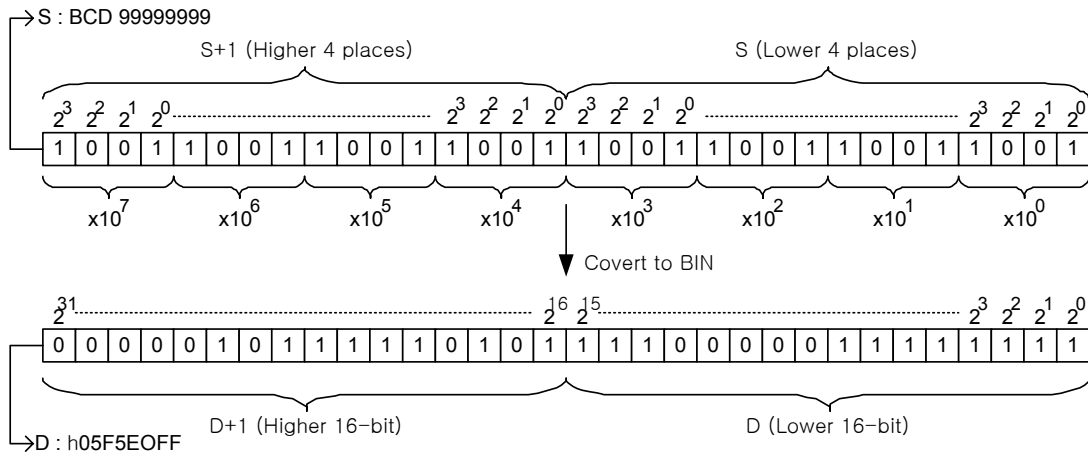 S : BCD 99999999
S+1 (Higher 4 places) S (Lower 4 places)
2³ 2² 2¹ 2⁰ 2³ 2² 2¹ 2⁰ 2³ 2² 2¹ 2⁰ 2³ 2² 2¹ 2⁰
1 0 0 1 1 0 0 1 1 0 0 1 1 0 0 1 1 0 0 1 1 0 0 1 1 0 0 1 1 0 0 1
x10⁷ x10⁶ x10⁵ x10⁴ x10³ x10² x10¹ x10⁰
Covert to BIN
2³¹ 2¹⁶ 2¹⁵ 2³ 2² 2¹ 2⁰
0 0 0 0 0 1 0 1 1 1 1 1 0 1 0 1 1 1 1 0 0 0 0 0 1 1 1 1 1 1 1 1
D+1 (Higher 16-bit) D (Lower 16-bit)
D : h05F5EOFF